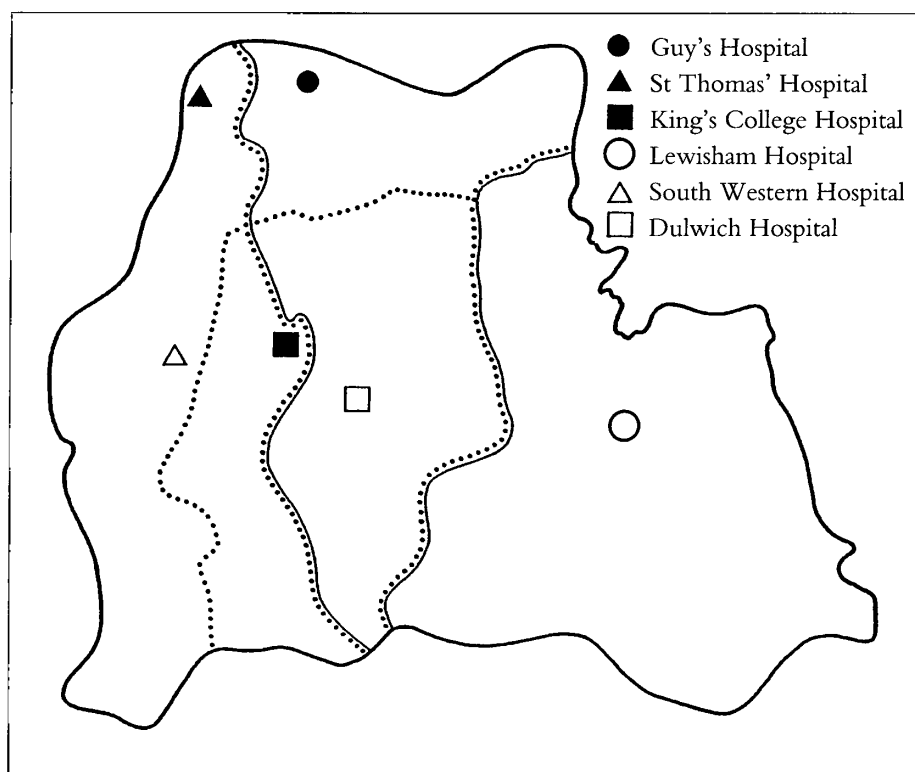 Guy's Hospital
St Thomas' Hospital
King's College Hospital
Lewisham Hospital
South Western Hospital
Dulwich Hospital